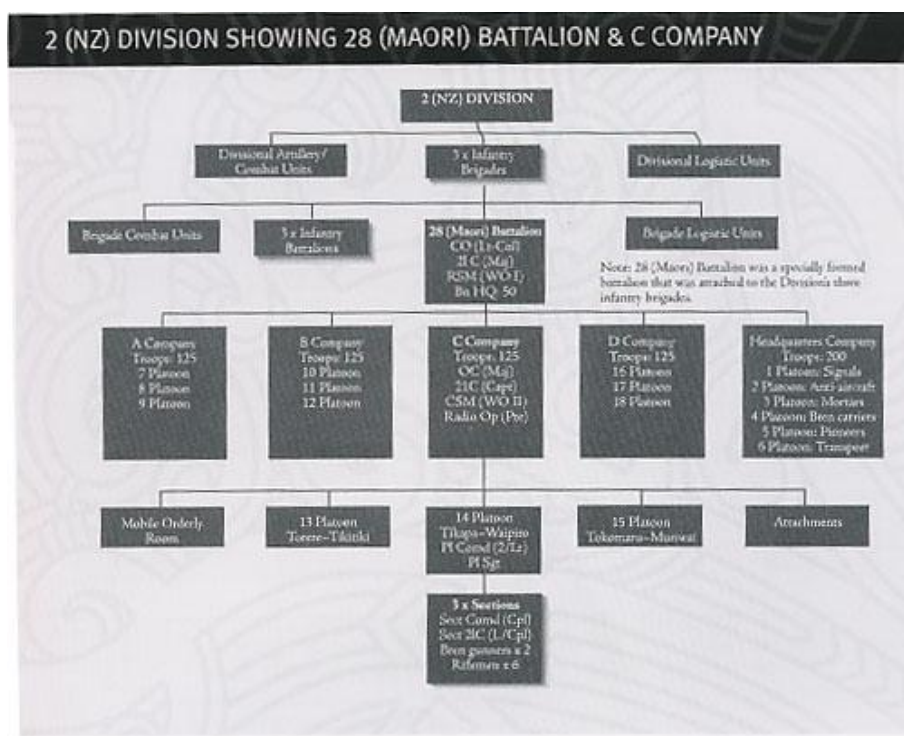 2 (NZ) DIVISION SHOWING 28 (MAORI) BATTALION & C COMPANY
2 (NZ) DIVISION
Divisional Artillery/
Combat Units
3 x Infantry
Brigades
Divisional Logistic Units
Brigade Combat Units
3 x Infantry
Battalions
28 (Maori) Battalion
CO (Lt-Col)
2IC (Maj)
RSM (WO I)
Bn HQ: 50
Brigade Logistic Units
Note: 28 (Maori) Battalion was a specially formed
battalion that was attached to the Division's three
infantry brigades.
A Company
Troops: 125
7 Platoon
8 Platoon
9 Platoon
B Company
Troops: 125
10 Platoon
11 Platoon
12 Platoon
C Company
Troops: 125
OC (Maj)
2IC (Capt)
CSM (WO II)
Radio Op (Pte)
D Company
Troops: 125
16 Platoon
17 Platoon
18 Platoon
Headquarters Company
Troops: 200
1 Platoon: Signals
2 Platoon: Anti-aircraft
3 Platoon: Mortars
4 Platoon: Bren carriers
5 Platoon: Pioneers
6 Platoon: Transport
Mobile Orderly
Room
13 Platoon
Torere–Tikitiki
14 Platoon
Tikapa–Waipiro
Pl Comd (2/Lt)
Pl Sgt
15 Platoon
Tokomaru–Muriwai
Attachments
3 x Sections
Sect Comd (Cpl)
Sect 2IC (L/Cpl)
Bren gunners x 2
Riflemen x 6